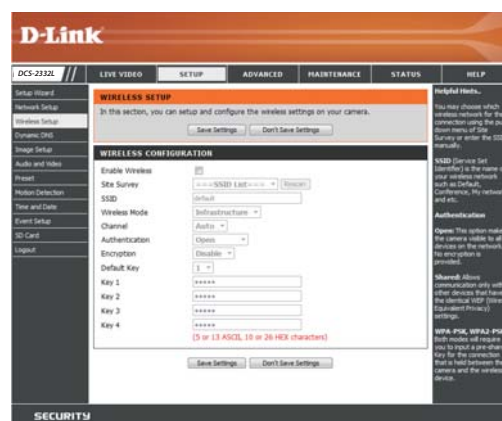 D-Link
DCS-2332L
LIVE VIDEO
SETUP
ADVANCED
MAINTENANCE
STATUS
HELP
Setup Wizard
Network Setup
Wireless Setup
Dynamic DNS
Image Setup
Audio and Video
Preset
Motion Detection
Time and Date
Event Setup
SD Card
Logout
WIRELESS SETUP
In this section, you can setup and configure the wireless settings on your camera.
Save Settings Don't Save Settings
WIRELESS CONFIGURATION
Enable Wireless
Site Survey ===SSID List=== Rescan
SSID default
Wireless Mode Infrastructure
Channel Auto
Authentication Open
Encryption Disable
Default Key 1
Key 1 *****
Key 2 *****
Key 3 *****
Key 4 *****
(5 or 13 ASCII, 10 or 26 HEX characters)
Save Settings Don't Save Settings
Helpful Hints..
You may choose which
wireless network for the
connection using the pu
down menu of Site
Survey or enter the SSI
manually.
SSID (Service Set
Identifier) is the name o
your wireless network
such as Default,
Conference, My networ
and etc.
Authentication
Open: This option make
the camera visible to all
devices on the network.
No encryption is
provided.
Shared: Allows
communication only with
other devices that have
the identical WEP (Wire
Equivalent Privacy)
settings.
WPA-PSK, WPA2-PSK
Both modes will require
you to input a pre-share
Key for the connection
that is held between the
camera and the wireless
device.
SECURITY